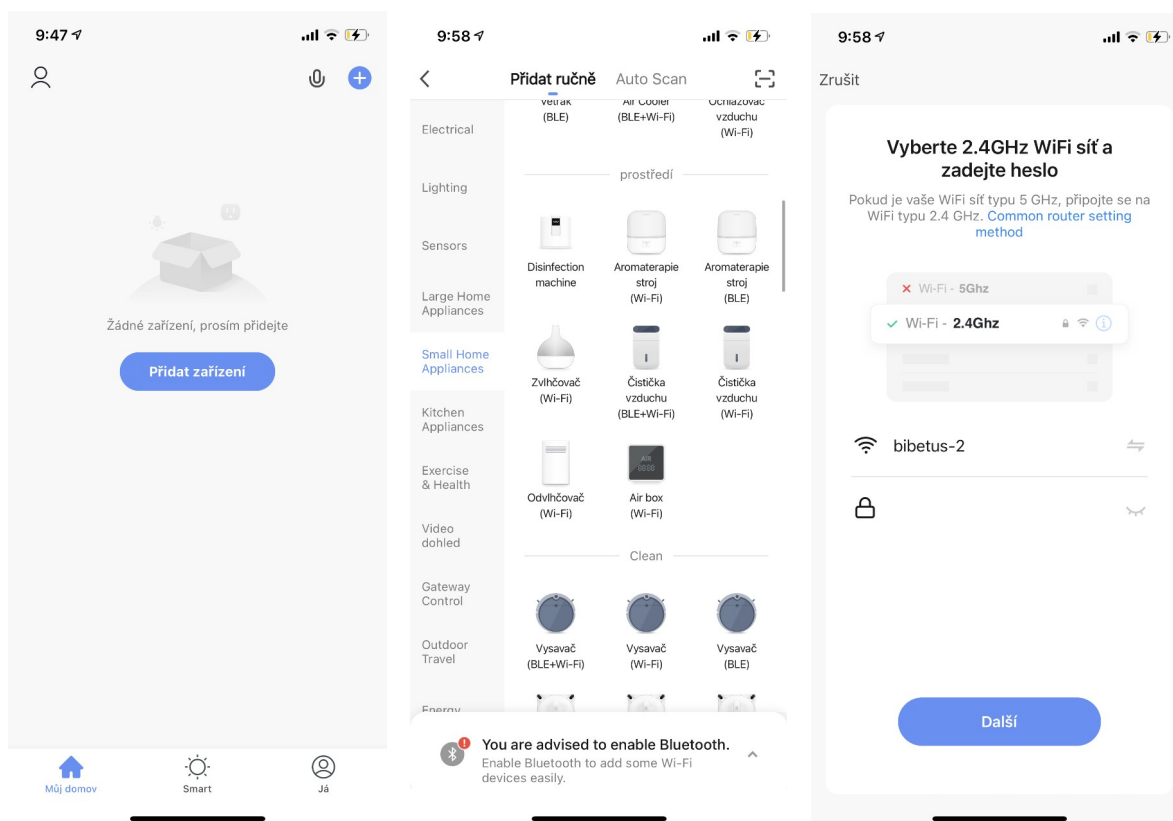 9:47
Žádné zařízení, prosím přidejte
Přidat zařízení
Můj domov
Smart
Já
9:58
Přidat ručně
Auto Scan
Electrical
Lighting
Sensors
Large Home
Appliances
Small Home
Appliances
Kitchen
Appliances
Exercise
& Health
Video
dohled
Gateway
Control
Outdoor
Travel
Energy
Větrák
(BLE)
Air Cooler
(BLE+Wi-Fi)
Ochlazovač
vzduchu
(Wi-Fi)
prostředí
Disinfection
machine
Aromaterapie
stroj
(Wi-Fi)
Aromaterapie
stroj
(BLE)
Zvlhčovač
(Wi-Fi)
Čistička
vzduchu
(BLE+Wi-Fi)
Čistička
vzduchu
(Wi-Fi)
Odvlhčovač
(Wi-Fi)
AIR
8888
Air box
(Wi-Fi)
Clean
Vysavač
(BLE+Wi-Fi)
Vysavač
(Wi-Fi)
Vysavač
(BLE)
You are advised to enable Bluetooth.
Enable Bluetooth to add some Wi-Fi
devices easily.
9:58
Zrušit
Vyberte 2.4GHz WiFi síť a
zadejte heslo
Pokud je vaše WiFi síť typu 5 GHz, připojte se na
WiFi typu 2.4 GHz. Common router setting
method
Wi-Fi - 5Ghz
Wi-Fi - 2.4Ghz
bibetus-2
Další